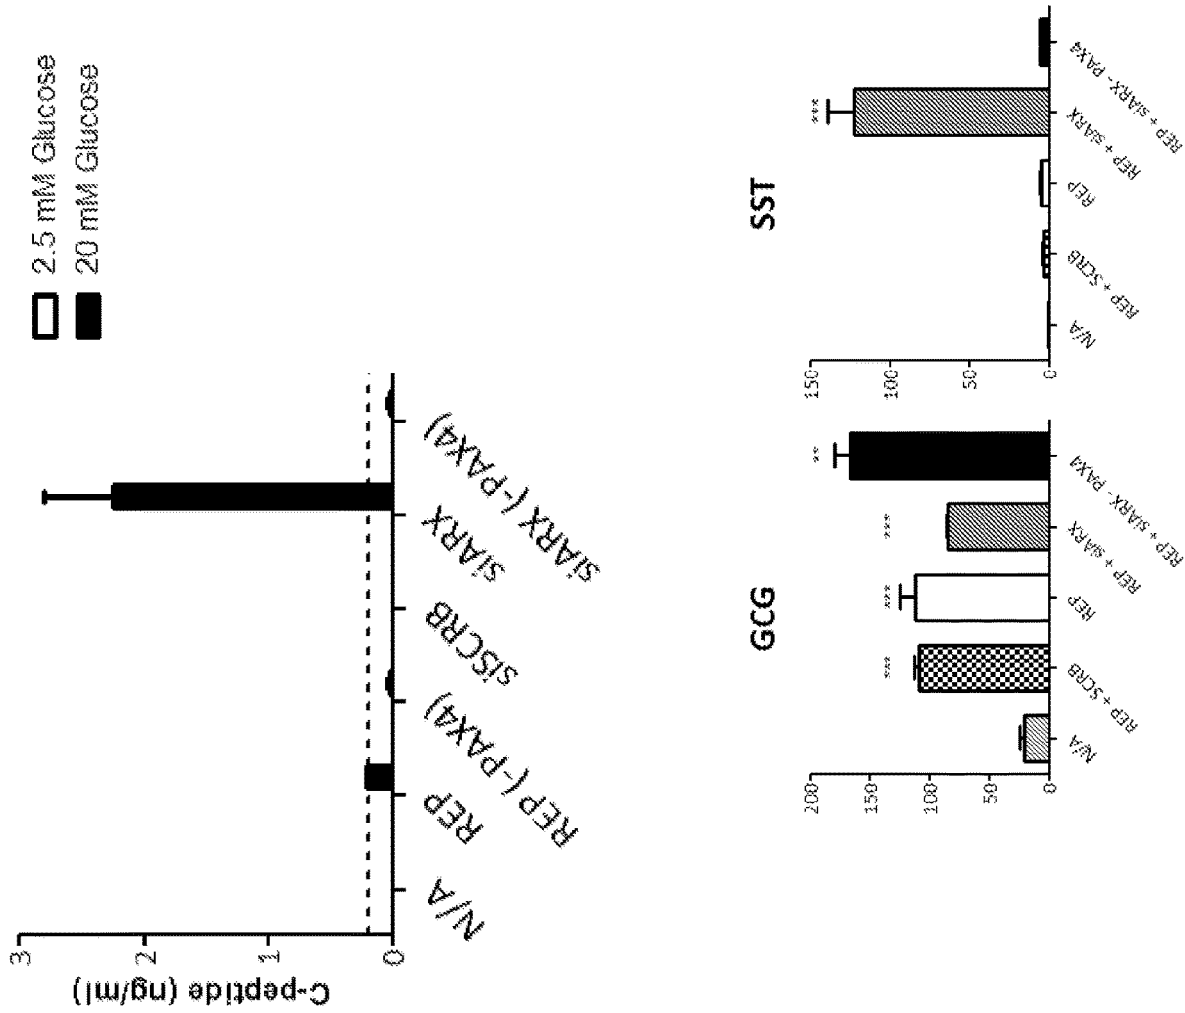 2.5 mM Glucose
20 mM Glucose
C-peptide (ng/ml)
3
2
1
0
N/A
REP
REP (-PAX4)
siSCRB
siARX
siARX (-PAX4)
GCG
200
150
100
50
0
***
***
***
**
N/A
REP + SCRB
REP
REP + siARX
REP + siARX - PAX4
SST
150
100
50
0
***
N/A
REP + SCRB
REP
REP + siARX
REP + siARX - PAX4